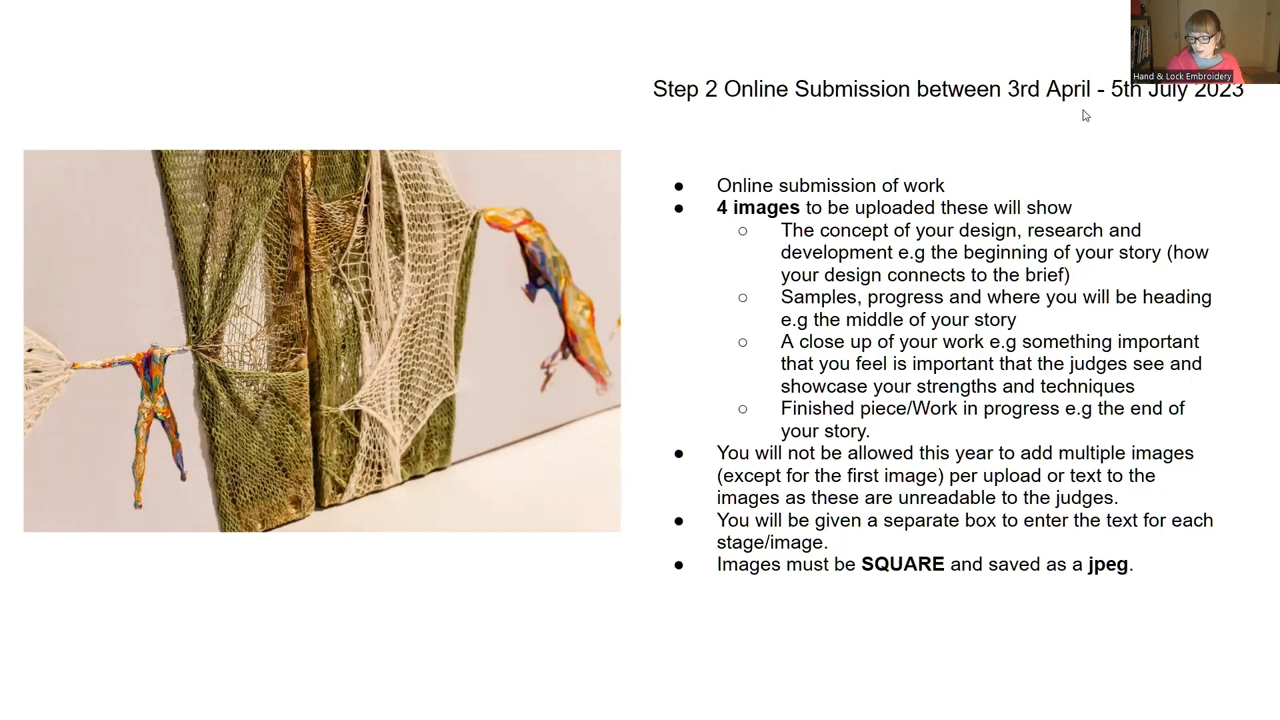 Hand & Lock Embroidery
Step 2 Online Submission between 3rd April - 5th July 2023
● Online submission of work
● 4 images to be uploaded these will show
○ The concept of your design, research and
development e.g the beginning of your story (how
your design connects to the brief)
○ Samples, progress and where you will be heading
e.g the middle of your story
○ A close up of your work e.g something important
that you feel is important that the judges see and
showcase your strengths and techniques
○ Finished piece/Work in progress e.g the end of
your story.
● You will not be allowed this year to add multiple images
(except for the first image) per upload or text to the
images as these are unreadable to the judges.
● You will be given a separate box to enter the text for each
stage/image.
● Images must be SQUARE and saved as a jpeg.